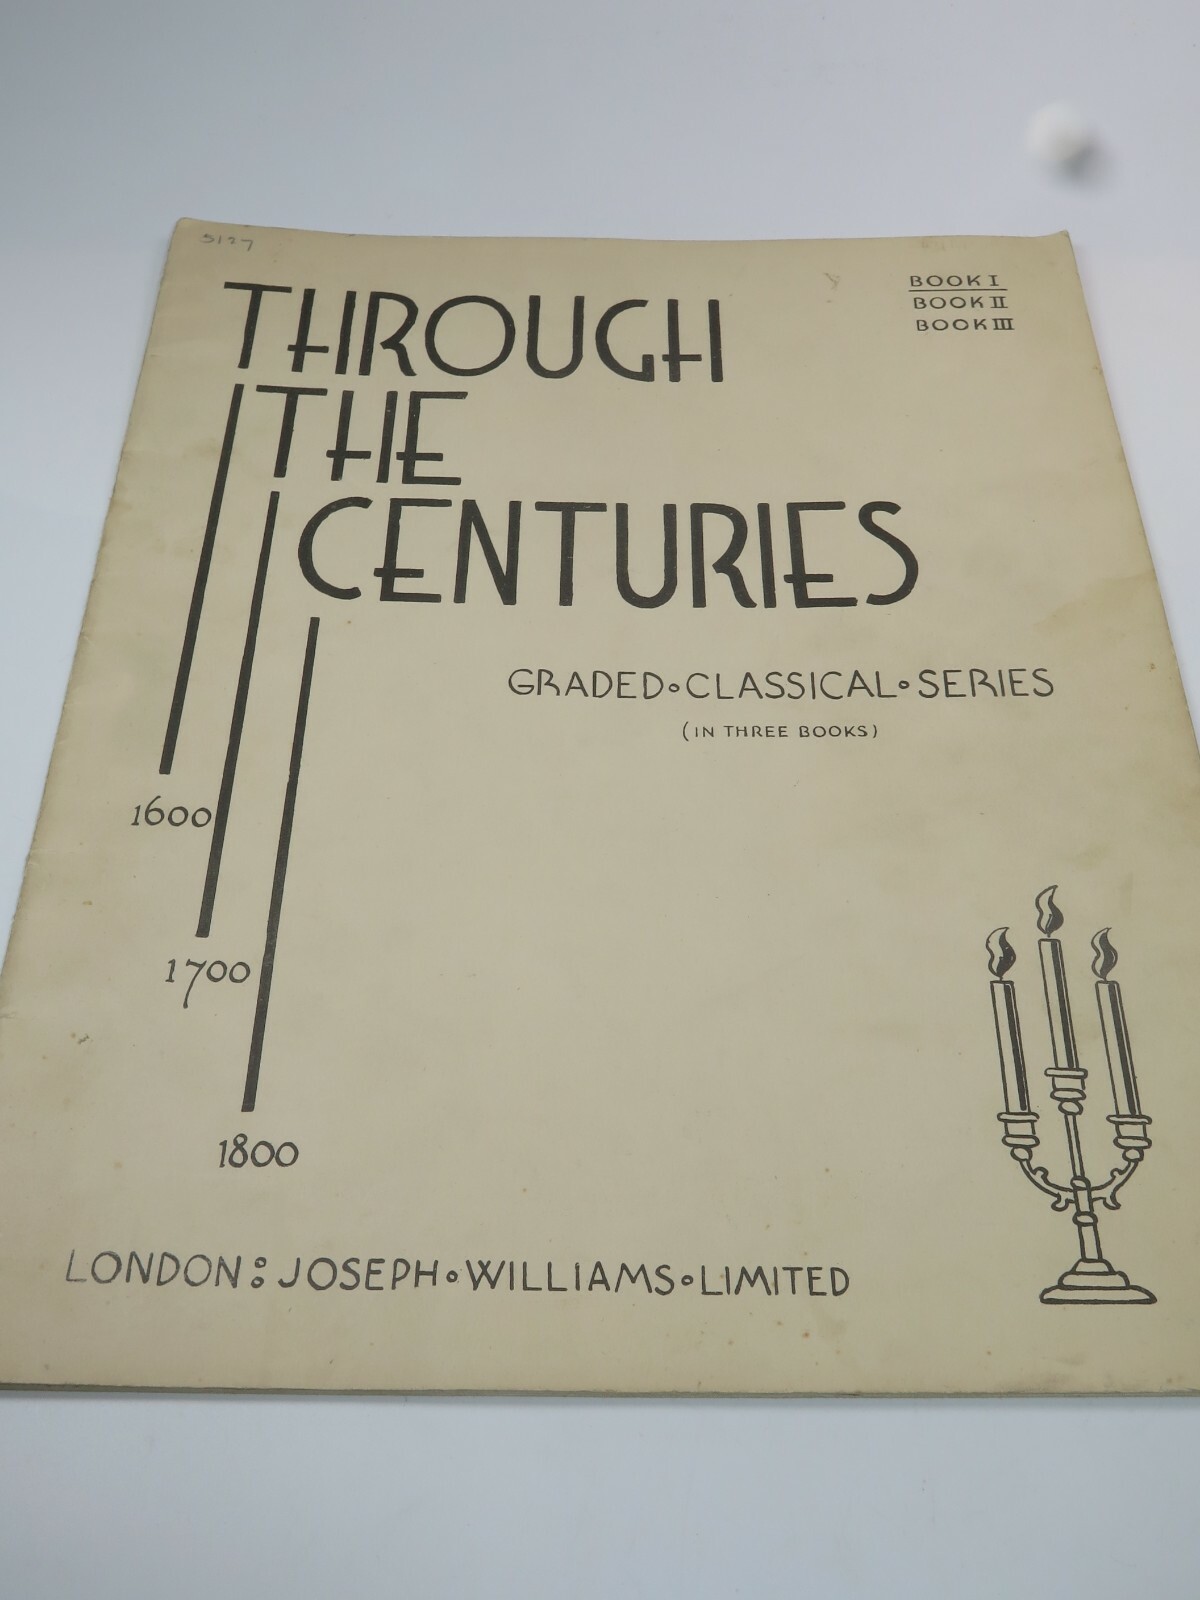 5127
BOOK I
BOOK II
BOOK III
THROUGH
THE
CENTURIES
GRADED∘CLASSICAL∘SERIES
(IN THREE BOOKS)
1600
1700
1800
LONDON: JOSEPH∘WILLIAMS∘LIMITED